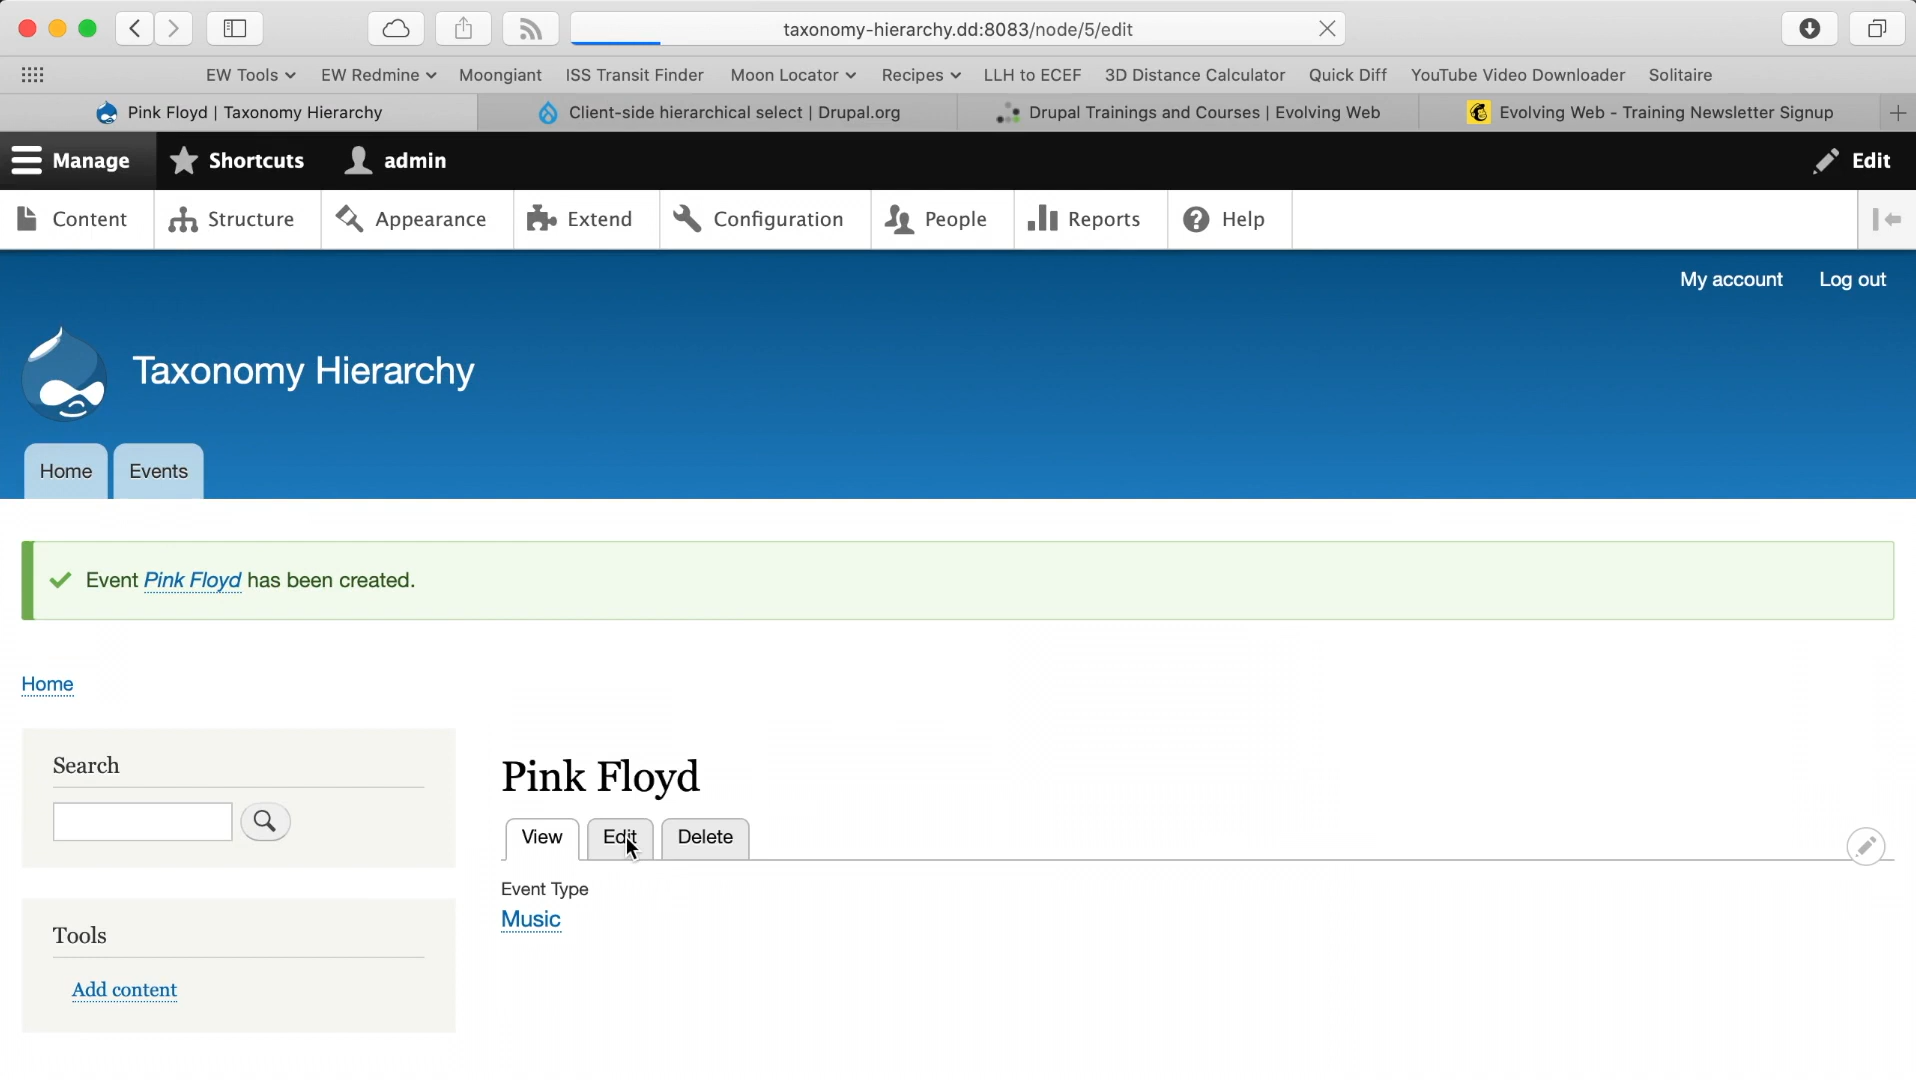 taxonomy-hierarchy.dd:8083/node/5/edit
EW Tools EW Redmine Moongiant ISS Transit Finder Moon Locator Recipes LLH to ECEF 3D Distance Calculator Quick Diff YouTube Video Downloader Solitaire
Pink Floyd | Taxonomy Hierarchy Client-side hierarchical select | Drupal.org Drupal Trainings and Courses | Evolving Web Evolving Web - Training Newsletter Signup
Manage Shortcuts admin Edit
Content Structure Appearance Extend Configuration People Reports Help
My account Log out
Taxonomy Hierarchy
Home Events
Event Pink Floyd has been created.
Home
Search
Pink Floyd
View Edit Delete
Event Type
Music
Tools
Add content